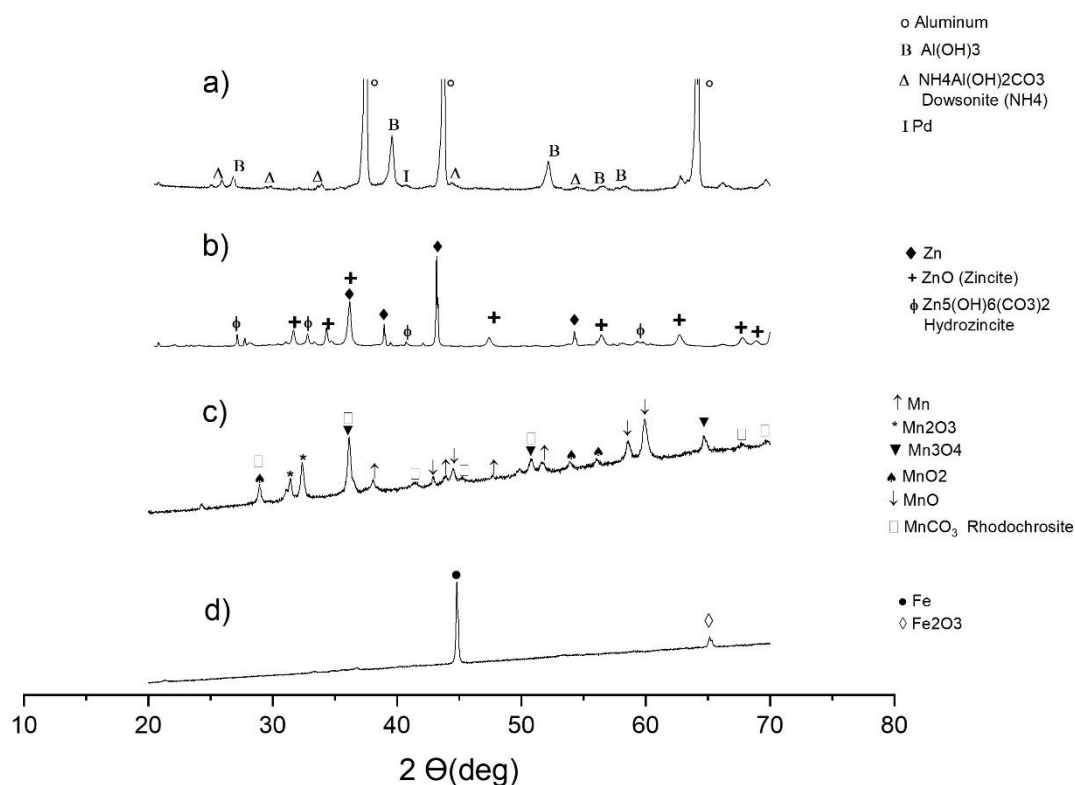 o Aluminum
B Al(OH)3
Δ NH4Al(OH)2CO3
Dowsonite (NH4)
I Pd
a)
o
o
o
B
B
Δ
B
Δ
Δ
I
Δ
Δ
B
B
b)
♦ Zn
+ ZnO (Zincite)
ϕ Zn5(OH)6(CO3)2
Hydrozincite
♦
+
ϕ
+
ϕ
+
♦
♦
ϕ
+
♦
+
ϕ
+
+
+
c)
↑ Mn
* Mn2O3
▼ Mn3O4
♠ MnO2
↓ MnO
□ MnCO₃ Rhodochrosite
d)
● Fe
◊ Fe2O3
10 20 30 40 50 60 70 80
2 Ө(deg)